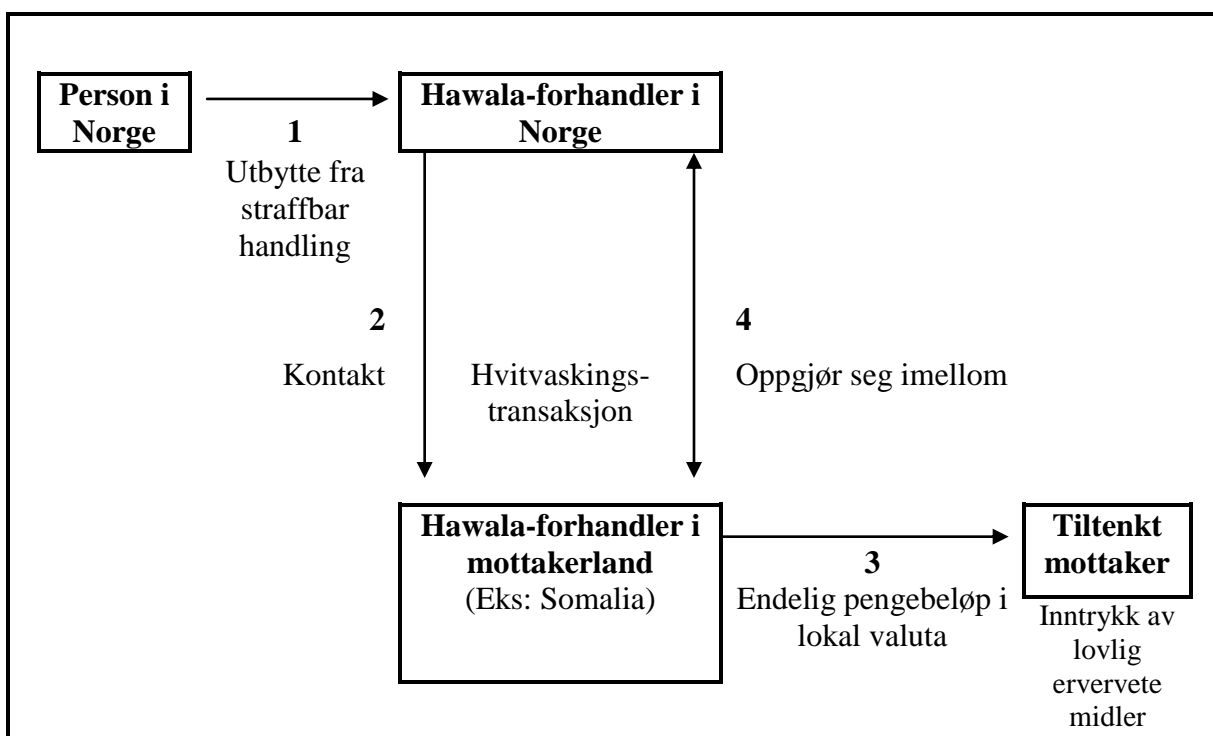 Person i
Norge
1
Utbytte fra
straffbar
handling
Hawala-forhandler i
Norge
2
Kontakt
Hvitvaskings-
transaksjon
4
Oppgjør seg imellom
Hawala-forhandler i
mottakerland
(Eks: Somalia)
3
Endelig pengebeløp i
lokal valuta
Tiltenkt
mottaker
Inntrykk av
lovlig
ervervete
midler